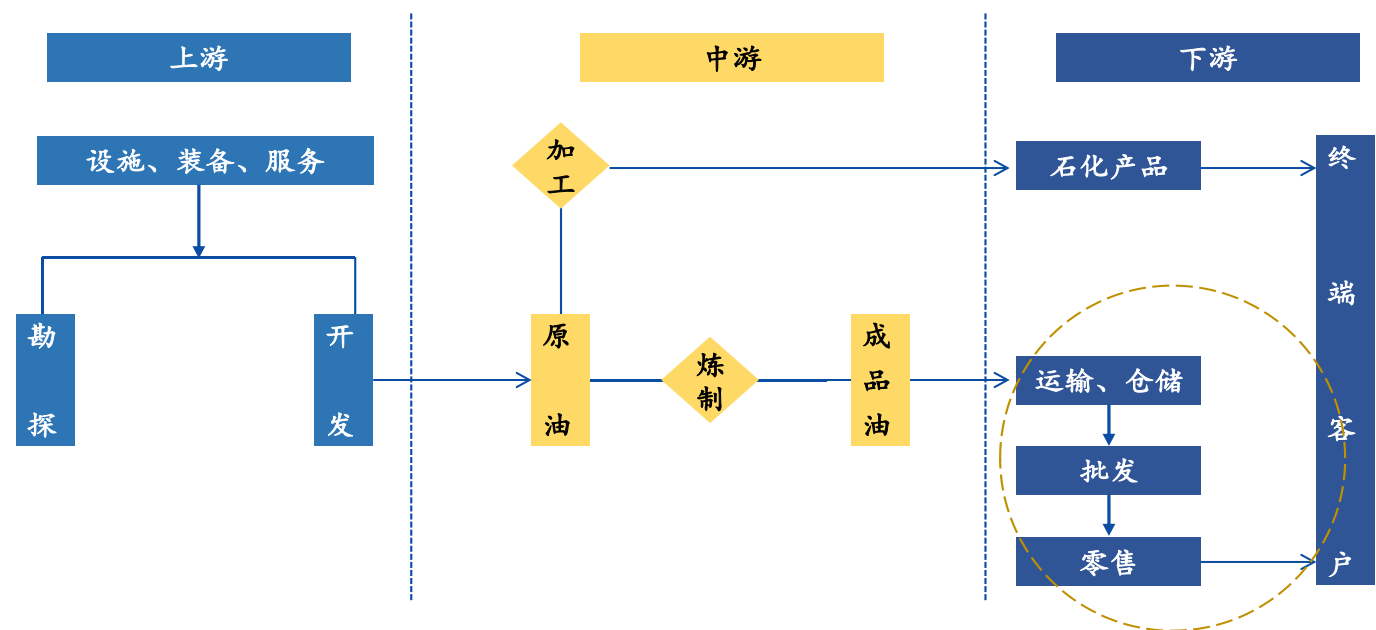 上游
中游
下游
设施、装备、服务
勘探
开发
加工
原油
炼制
成品油
石化产品
运输、仓储
批发
零售
终端客户